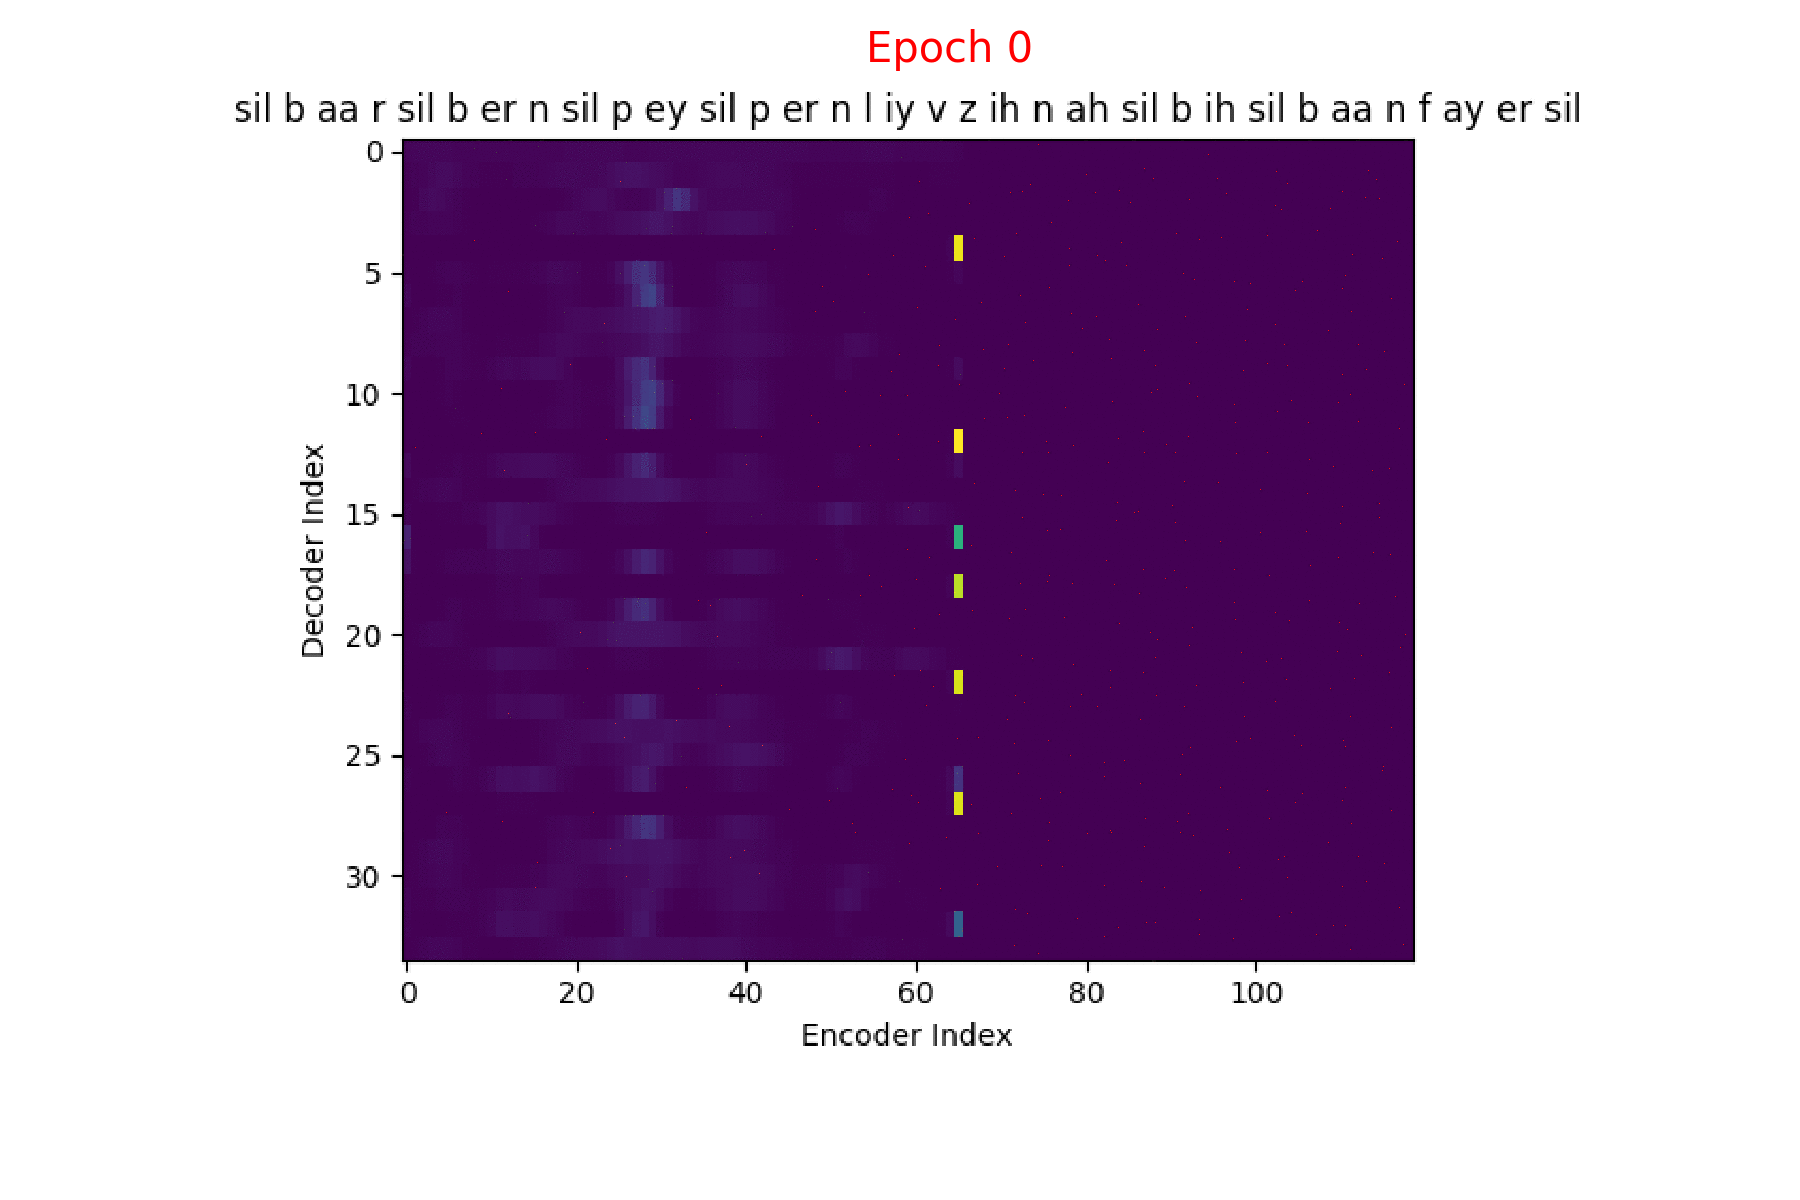 Epoch 0
sil b aa r sil b er n sil p ey sil p er n l iy v z ih n ah sil b ih sil b aa n f ay er sil
0
5
10
15
20
25
30
Decoder Index
0 20 40 60 80 100
Encoder Index